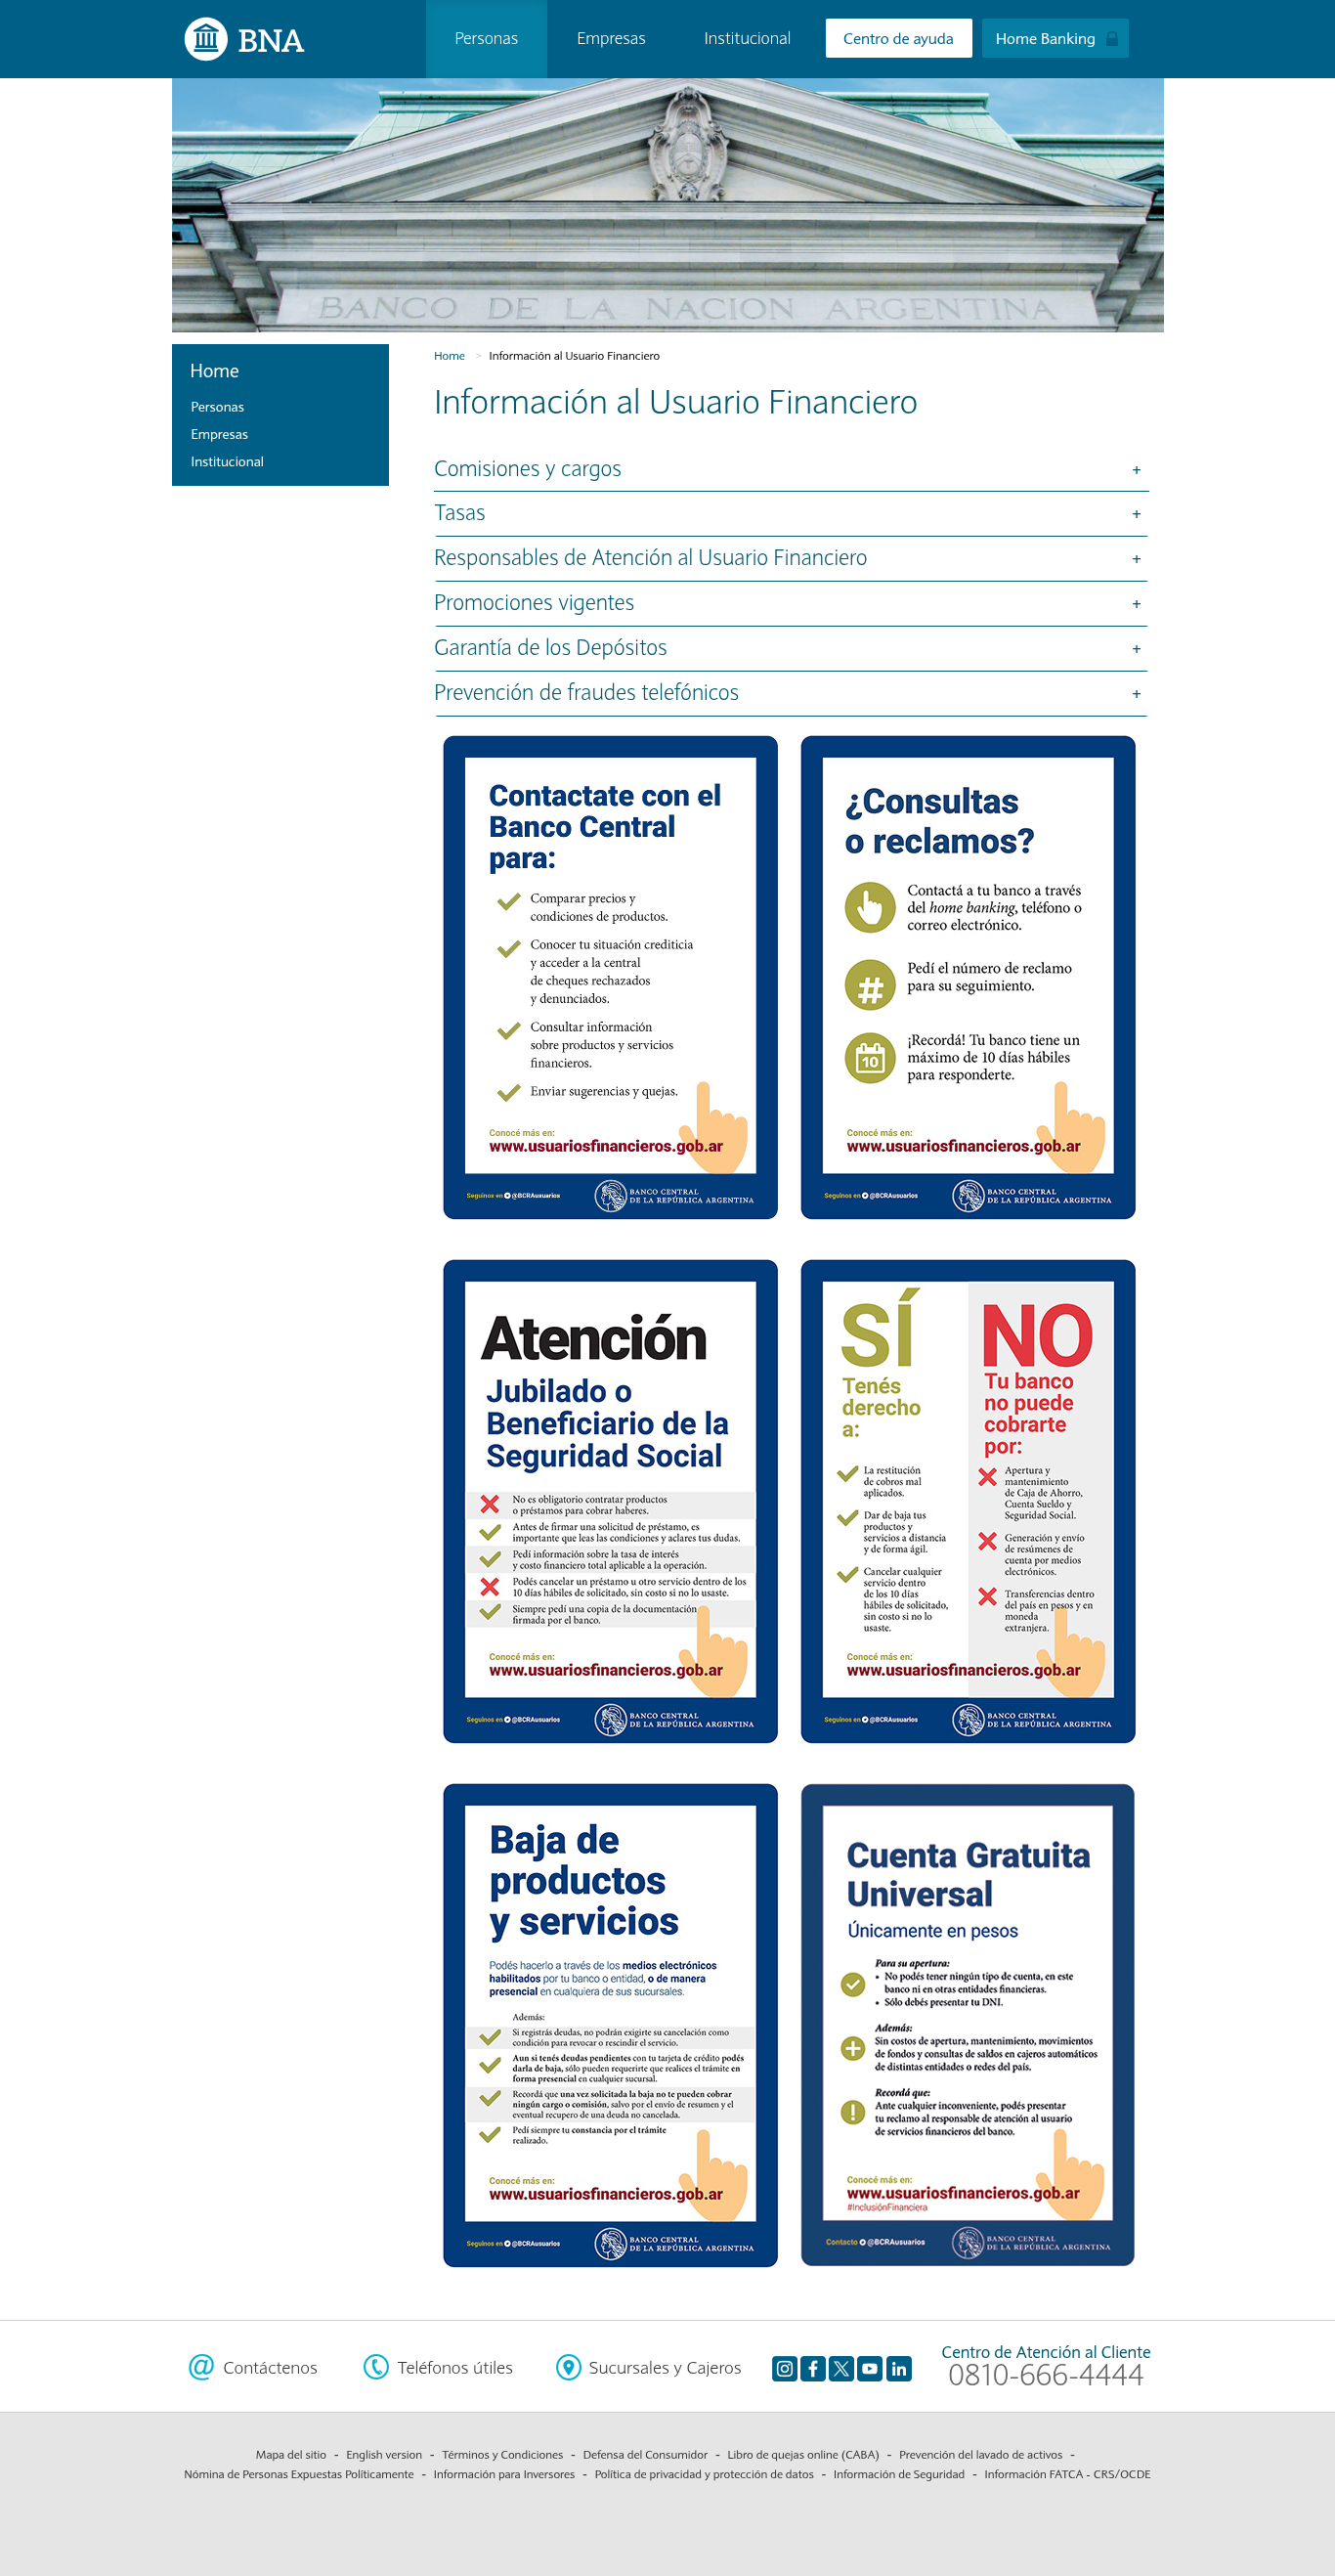 BNA
Personas
Empresas
Institucional
Centro de ayuda
Home Banking
BANCO DE LA NACION ARGENTINA
Home
Personas
Empresas
Institucional
Home > Información al Usuario Financiero
Información al Usuario Financiero
Comisiones y cargos +
Tasas +
Responsables de Atención al Usuario Financiero +
Promociones vigentes +
Garantía de los Depósitos +
Prevención de fraudes telefónicos +
Contactate con el
Banco Central
para:
Comparar precios y
condiciones de productos.
Conocer tu situación crediticia
y acceder a la central
de cheques rechazados
y denunciados.
Consultar información
sobre productos y servicios
financieros.
Enviar sugerencias y quejas.
Conocé más en:
www.usuariosfinancieros.gob.ar
Seguinos en @BCRAusuarios
BANCO CENTRAL
DE LA REPÚBLICA ARGENTINA
¿Consultas
o reclamos?
Contactá a tu banco a través
del home banking, teléfono o
correo electrónico.
#
Pedí el número de reclamo
para su seguimiento.
10
¡Recordá! Tu banco tiene un
máximo de 10 días hábiles
para responderte.
Conocé más en:
www.usuariosfinancieros.gob.ar
Seguinos en @BCRAusuarios
BANCO CENTRAL
DE LA REPÚBLICA ARGENTINA
Atención
Jubilado o
Beneficiario de la
Seguridad Social
No es obligatorio contratar productos
o préstamos para cobrar haberes.
Antes de firmar una solicitud de préstamo, es
importante que leas las condiciones y aclares tus dudas.
Pedí información sobre la tasa de interés
y costo financiero total aplicable a la operación.
Podés cancelar un préstamo u otro servicio dentro de los
10 días hábiles de solicitado, sin costo si no lo usaste.
Siempre pedí una copia de la documentación
firmada por el banco.
Conocé más en:
www.usuariosfinancieros.gob.ar
Seguinos en @BCRAusuarios
BANCO CENTRAL
DE LA REPÚBLICA ARGENTINA
SÍ
Tenés
derecho
a:
La restitución
de cobros mal
aplicados.
Dar de baja tus
productos y
servicios a distancia
y de forma ágil.
Cancelar cualquier
servicio dentro
de los 10 días
hábiles de solicitado,
sin costo si no lo
usaste.
NO
Tu banco
no puede
cobrarte
por:
Apertura y
mantenimiento
de Caja de Ahorro,
Cuenta Sueldo y
Seguridad Social.
Generación y envío
de resúmenes de
cuenta por medios
electrónicos.
Transferencias dentro
del país en pesos y en
moneda
extranjera.
Conocé más en:
www.usuariosfinancieros.gob.ar
Seguinos en @BCRAusuarios
BANCO CENTRAL
DE LA REPÚBLICA ARGENTINA
Baja de
productos
y servicios
Podés hacerlo a través de los medios electrónicos
habilitados por tu banco o entidad, o de manera
presencial en cualquiera de sus sucursales.
Además:
Si registrás deudas, no podrán exigirte su cancelación como
condición para revocar o rescindir el servicio.
Aun si tenés deudas pendientes con tu tarjeta de crédito podés
darla de baja, sólo pueden requerirte que realices el trámite en
forma presencial en cualquier sucursal.
Recordá que una vez solicitada la baja no te pueden cobrar
ningún cargo o comisión, salvo por el envío de resumen y el
eventual recupero de una deuda no cancelada.
Pedí siempre tu constancia por el trámite
realizado.
Conocé más en:
www.usuariosfinancieros.gob.ar
Seguinos en @BCRAusuarios
BANCO CENTRAL
DE LA REPÚBLICA ARGENTINA
Cuenta Gratuita
Universal
Únicamente en pesos
Para su apertura:
• No podés tener ningún tipo de cuenta, en este
banco ni en otras entidades financieras.
• Sólo debés presentar tu DNI.
Además:
Sin costos de apertura, mantenimiento, movimientos
de fondos y consultas de saldos en cajeros automáticos
de distintas entidades o redes del país.
Recordá que:
Ante cualquier inconveniente, podés presentar
tu reclamo al responsable de atención al usuario
de servicios financieros del banco.
Conocé más en:
www.usuariosfinancieros.gob.ar
#InclusiónFinanciera
Contacto @BCRAusuarios
BANCO CENTRAL
DE LA REPÚBLICA ARGENTINA
Contáctenos
Teléfonos útiles
Sucursales y Cajeros
Centro de Atención al Cliente
0810-666-4444
Mapa del sitio - English version - Términos y Condiciones - Defensa del Consumidor - Libro de quejas online (CABA) - Prevención del lavado de activos -
Nómina de Personas Expuestas Políticamente - Información para Inversores - Política de privacidad y protección de datos - Información de Seguridad - Información FATCA - CRS/OCDE